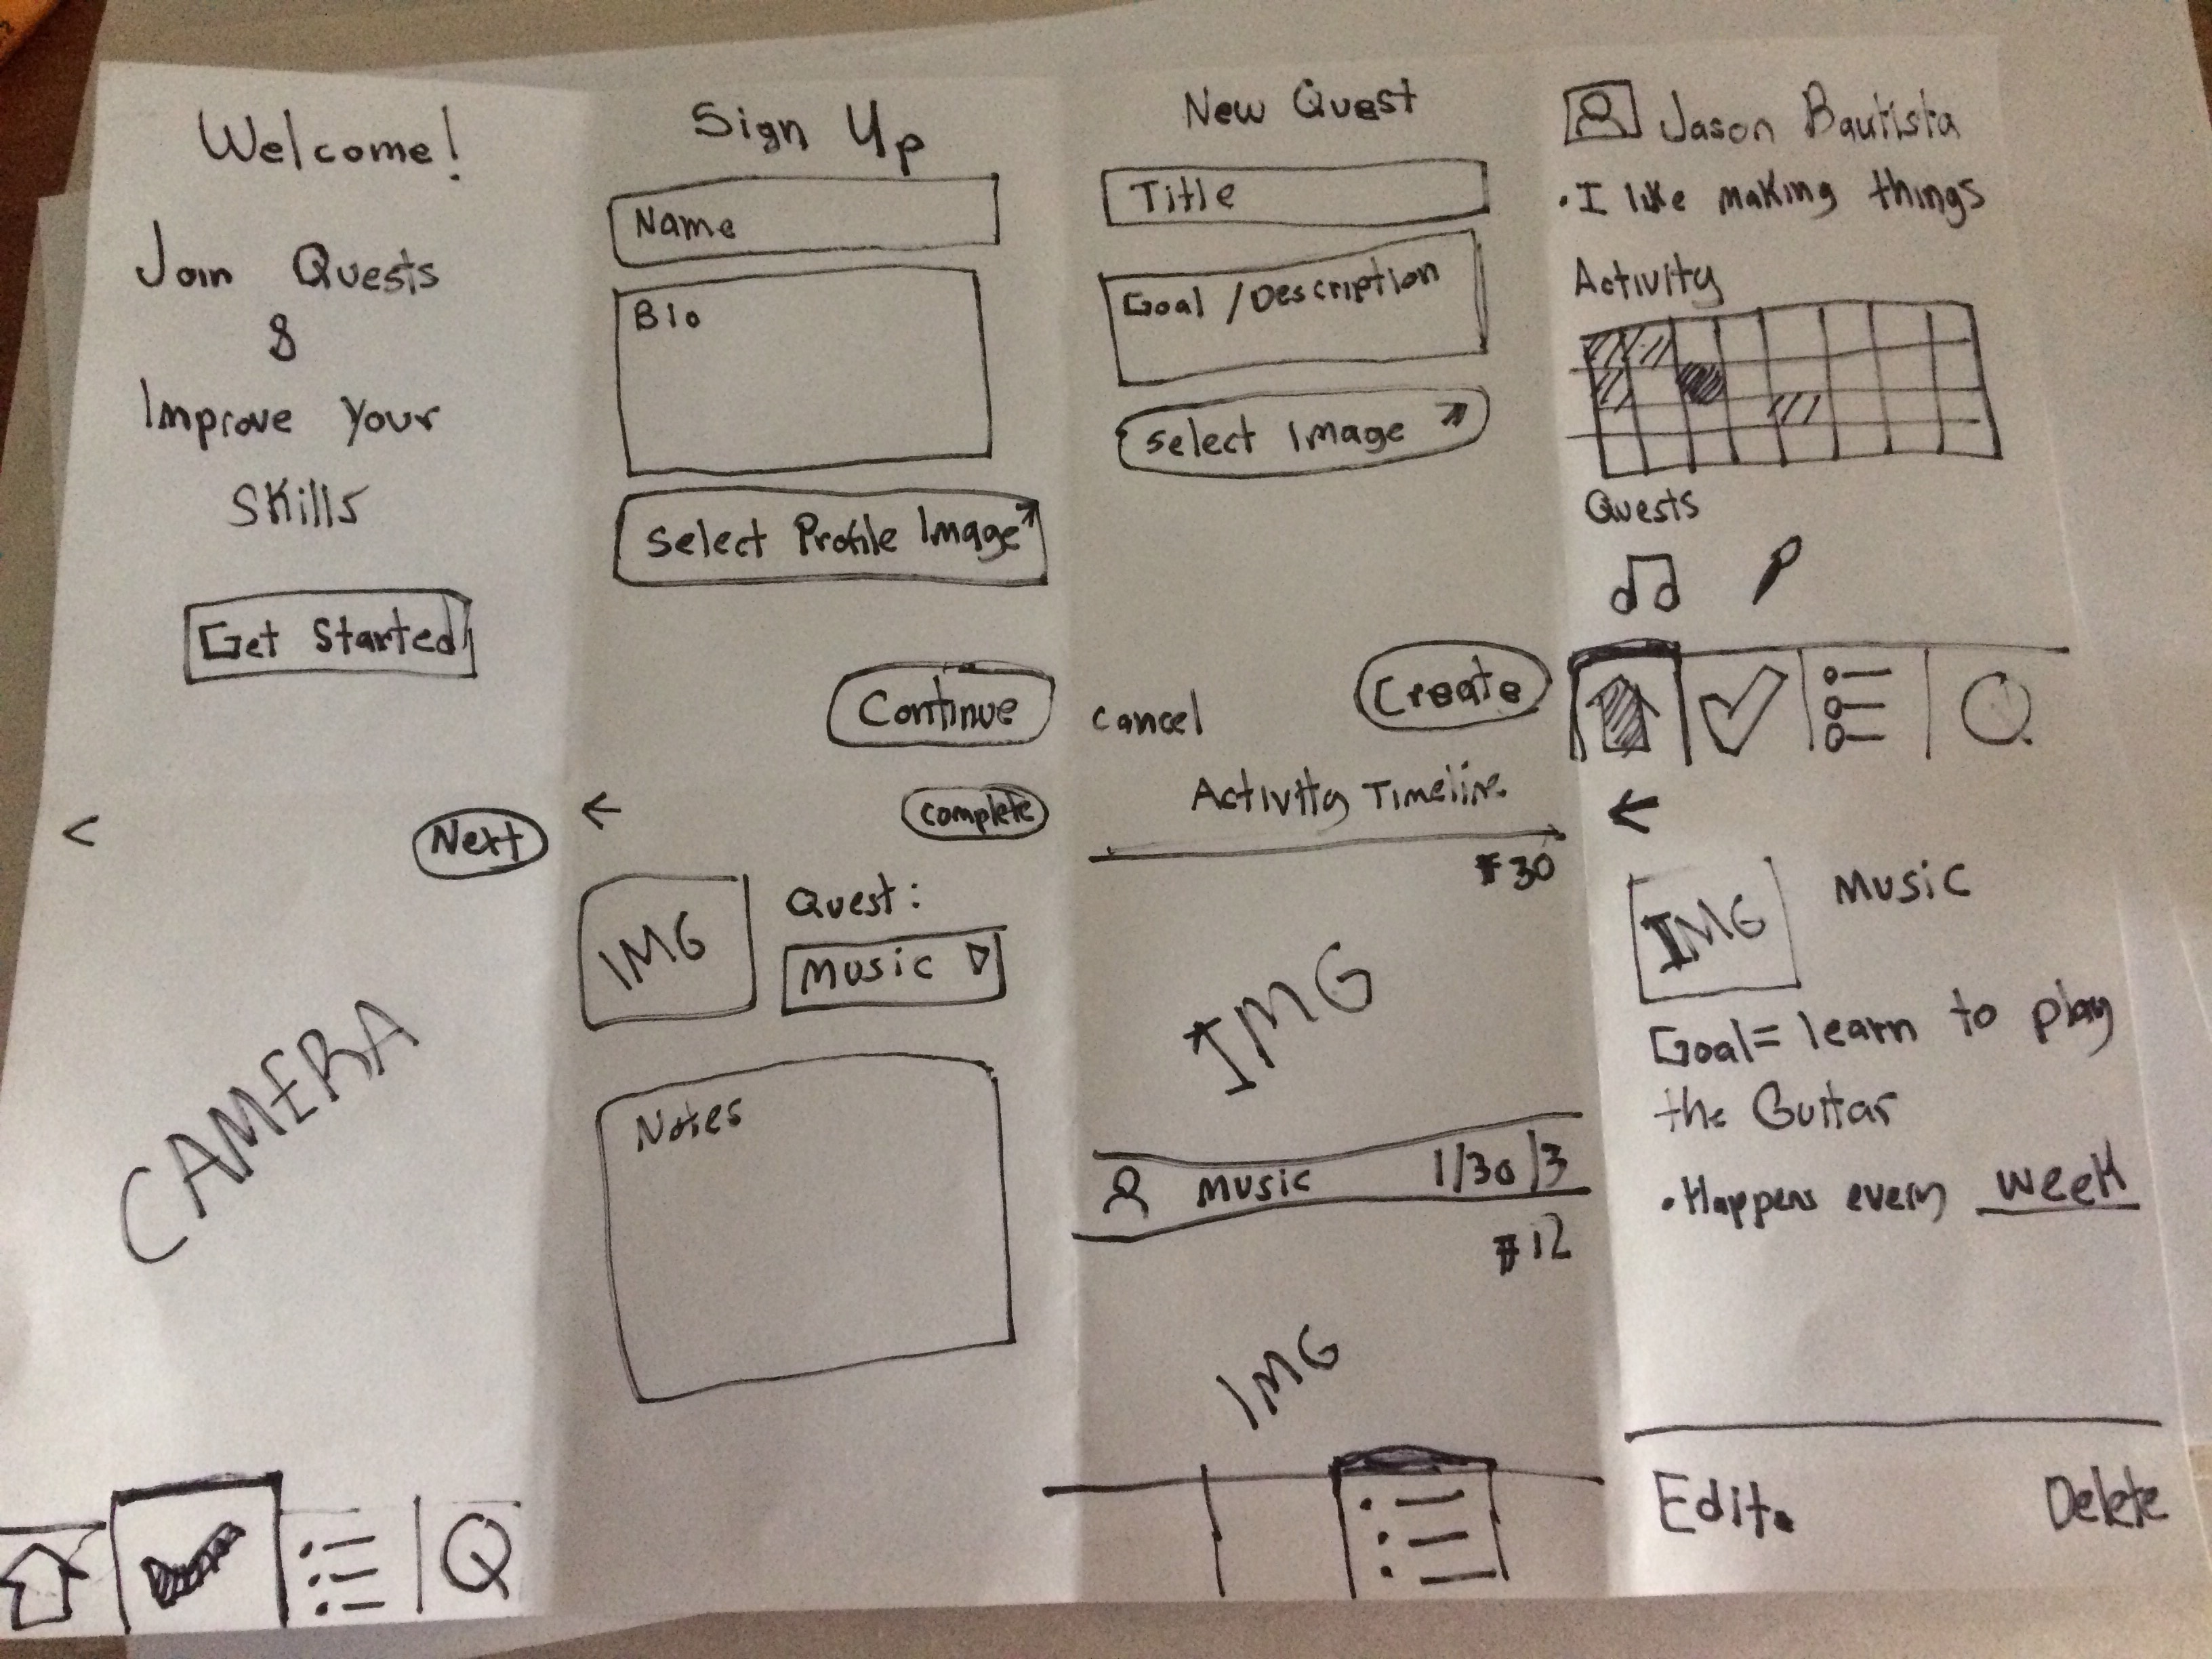 Welcome!
Join Quests
&
Improve Your
Skills
Get Started
Sign Up
Name
Bio
Select Profile Image
Continue
New Quest
Title
Goal / Description
Select Image
Cancel
Create
Jason Bautista
• I like making things
Activity
Quests
<
Next
CAMERA
Q
Complete
IMG
Quest:
Music
Notes
Activity Timeline
#30
IMG
Music 1/30/3
#12
IMG
IMG
Music
Goal = learn to play
the Guitar
• Happens every week
Edit.
Delete